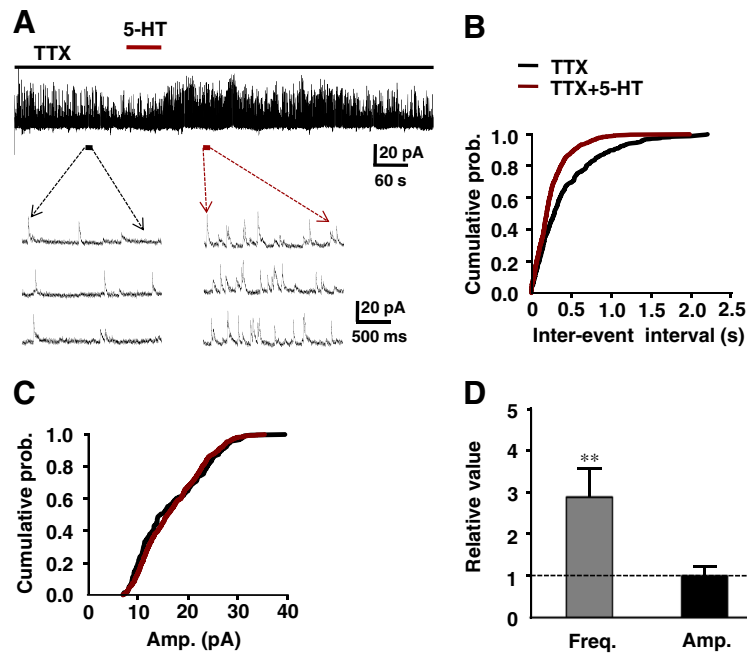 A
5-HT
TTX
20 pA
60 s
20 pA
500 ms
B
TTX
TTX+5-HT
Cumulative prob.
1.0
0.8
0.6
0.4
0.2
0.0
0 0.5 1.0 1.5 2.0 2.5
Inter-event interval (s)
C
Cumulative prob.
1.0
0.8
0.6
0.4
0.2
0.0
0 10 20 30 40
Amp. (pA)
D
Relative value
5
4
3
2
1
0
**
Freq. Amp.